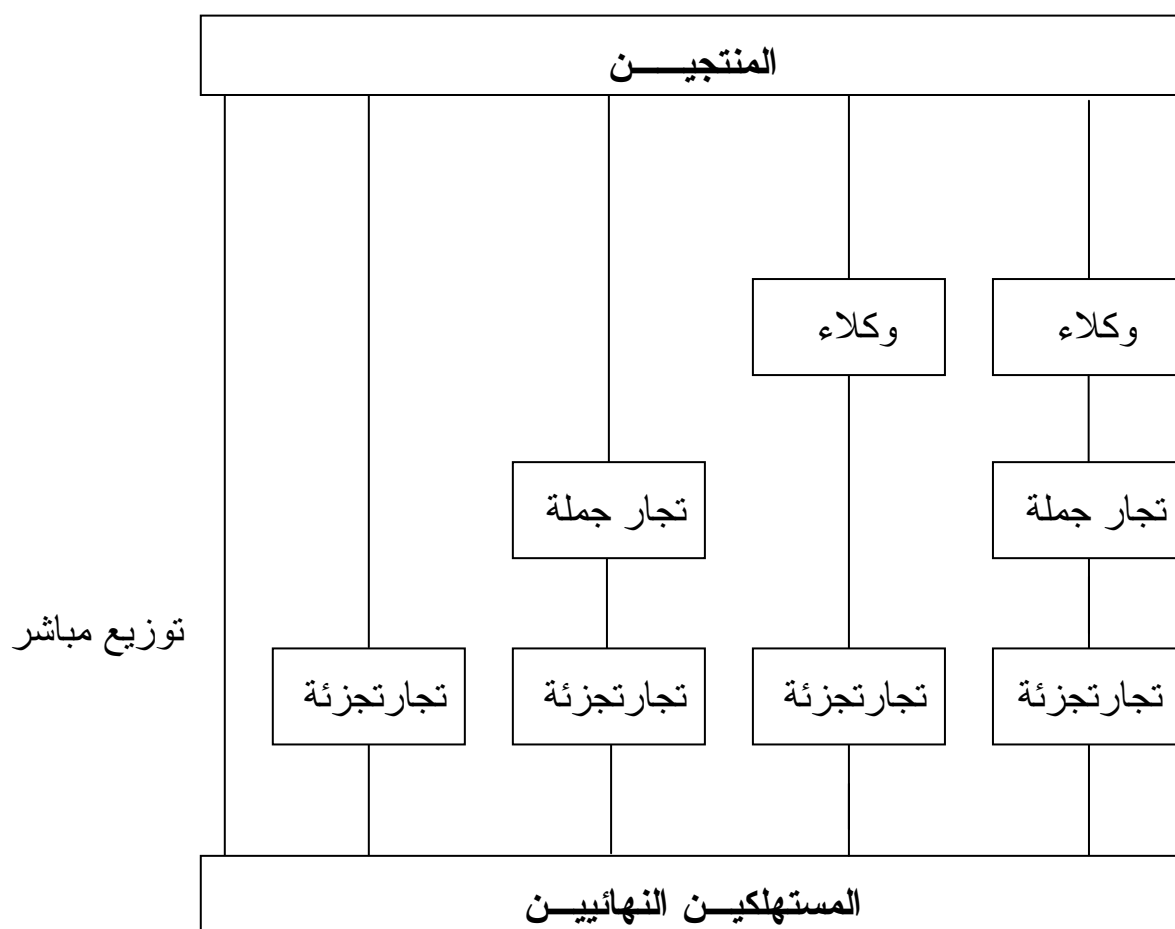 المنتجيــــن
وكلاء
وكلاء
تجار جملة
تجار جملة
توزيع مباشر
تجارتجزئة
تجارتجزئة
تجارتجزئة
تجارتجزئة
المستهلكيــن النهائييــن